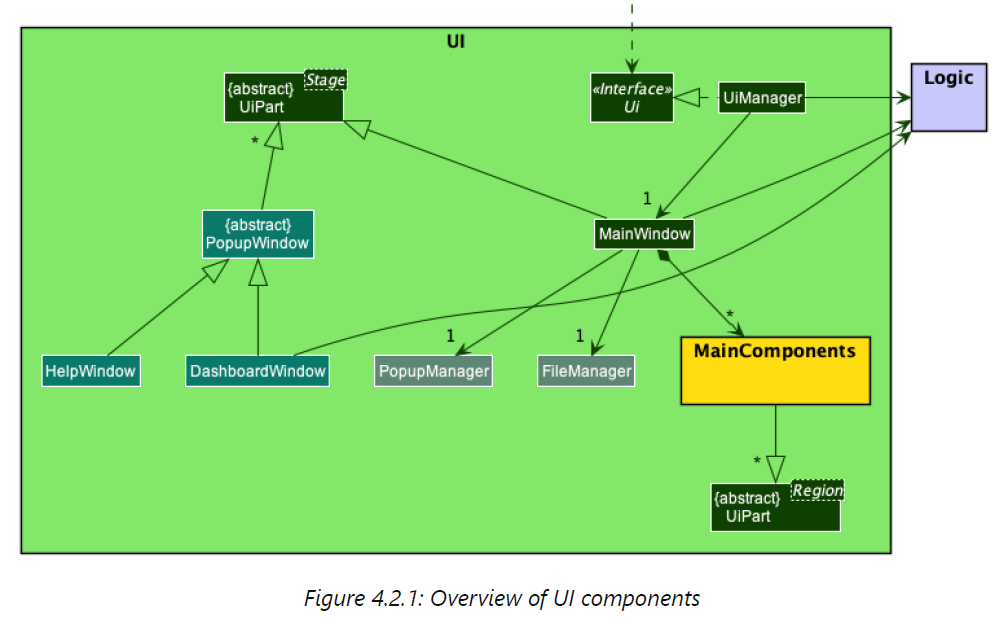 UI
Stage
{abstract}
UiPart
«Interface»
Ui
UiManager
Logic
*
1
{abstract}
PopupWindow
MainWindow
*
1
1
MainComponents
HelpWindow
DashboardWindow
PopupManager
FileManager
*
Region
{abstract}
UiPart
Figure 4.2.1: Overview of UI components